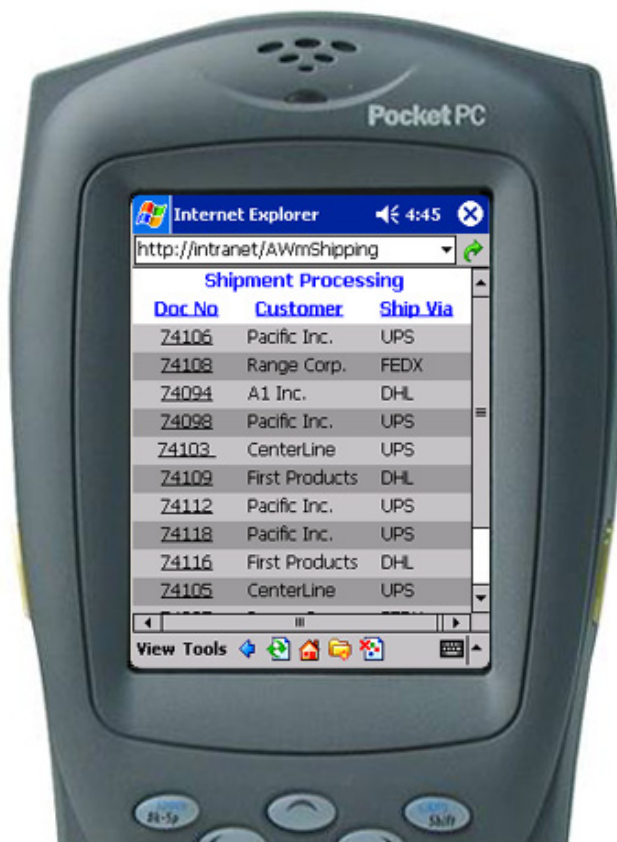 Pocket PC
Internet Explorer 4:45
http://intranet/AWmShipping
Shipment Processing
Doc No Customer Ship Via
74106 Pacific Inc. UPS
74108 Range Corp. FEDX
74094 A1 Inc. DHL
74098 Pacific Inc. UPS
74103 CenterLine UPS
74109 First Products DHL
74112 Pacific Inc. UPS
74118 Pacific Inc. UPS
74116 First Products DHL
74105 CenterLine UPS
View Tools
Bk-Sp Shift